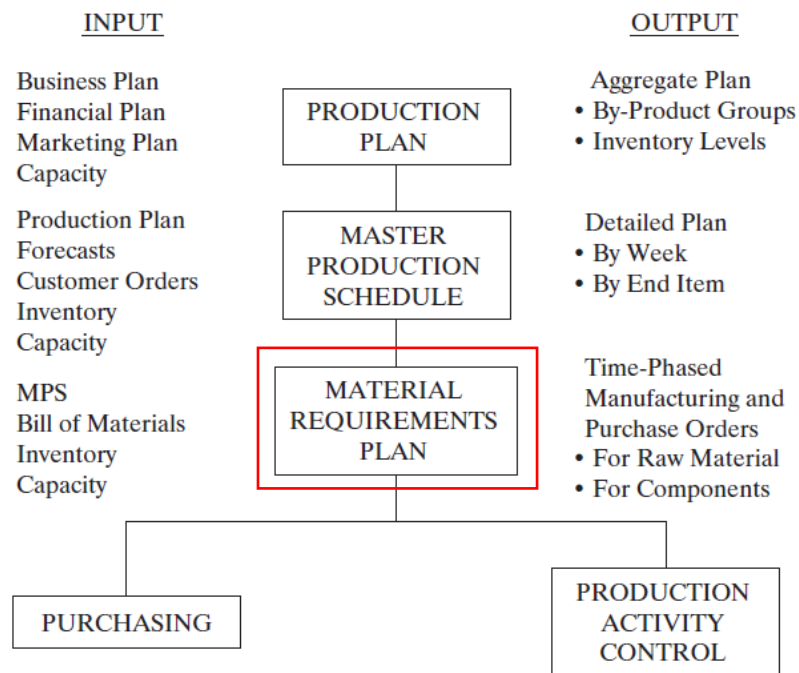 INPUT
OUTPUT
Business Plan
Financial Plan
Marketing Plan
Capacity
PRODUCTION
PLAN
Aggregate Plan
• By-Product Groups
• Inventory Levels
Production Plan
Forecasts
Customer Orders
Inventory
Capacity
MASTER
PRODUCTION
SCHEDULE
Detailed Plan
• By Week
• By End Item
MPS
Bill of Materials
Inventory
Capacity
MATERIAL
REQUIREMENTS
PLAN
Time-Phased
Manufacturing and
Purchase Orders
• For Raw Material
• For Components
PURCHASING
PRODUCTION
ACTIVITY
CONTROL